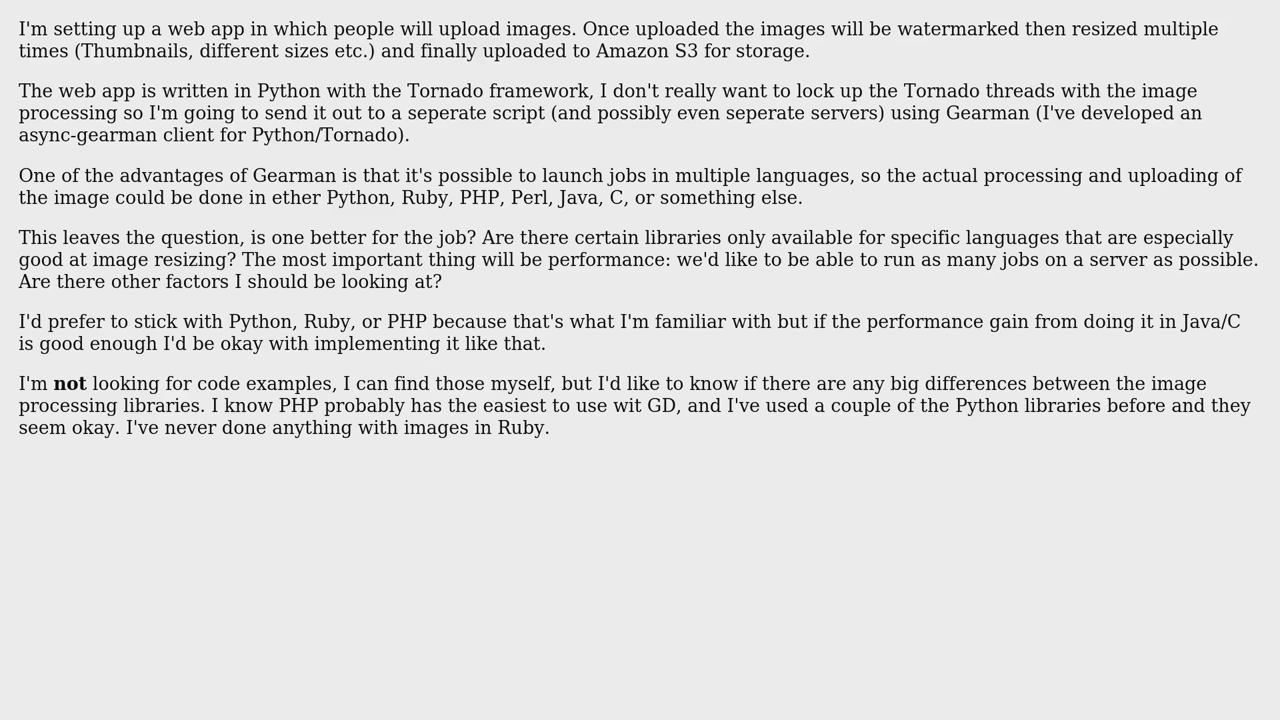 I'm setting up a web app in which people will upload images. Once uploaded the images will be watermarked then resized multiple
times (Thumbnails, different sizes etc.) and finally uploaded to Amazon S3 for storage.
The web app is written in Python with the Tornado framework, I don't really want to lock up the Tornado threads with the image
processing so I'm going to send it out to a seperate script (and possibly even seperate servers) using Gearman (I've developed an
async-gearman client for Python/Tornado).
One of the advantages of Gearman is that it's possible to launch jobs in multiple languages, so the actual processing and uploading of
the image could be done in ether Python, Ruby, PHP, Perl, Java, C, or something else.
This leaves the question, is one better for the job? Are there certain libraries only available for specific languages that are especially
good at image resizing? The most important thing will be performance: we'd like to be able to run as many jobs on a server as possible.
Are there other factors I should be looking at?
I'd prefer to stick with Python, Ruby, or PHP because that's what I'm familiar with but if the performance gain from doing it in Java/C
is good enough I'd be okay with implementing it like that.
I'm not looking for code examples, I can find those myself, but I'd like to know if there are any big differences between the image
processing libraries. I know PHP probably has the easiest to use wit GD, and I've used a couple of the Python libraries before and they
seem okay. I've never done anything with images in Ruby.